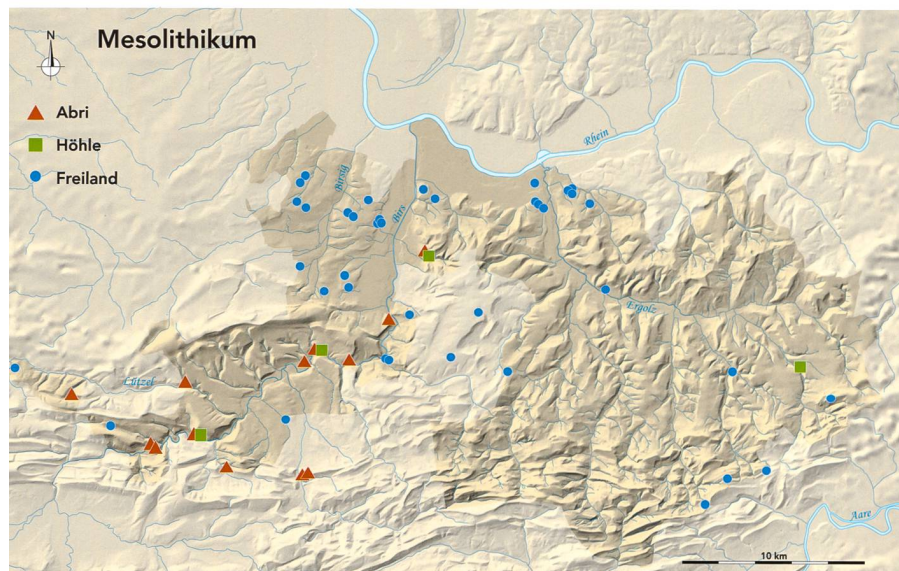 Mesolithikum
N
Abri
Höhle
Freiland
Rhein
Birsig
Birs
Ergolz
Lützel
Aare
10 km